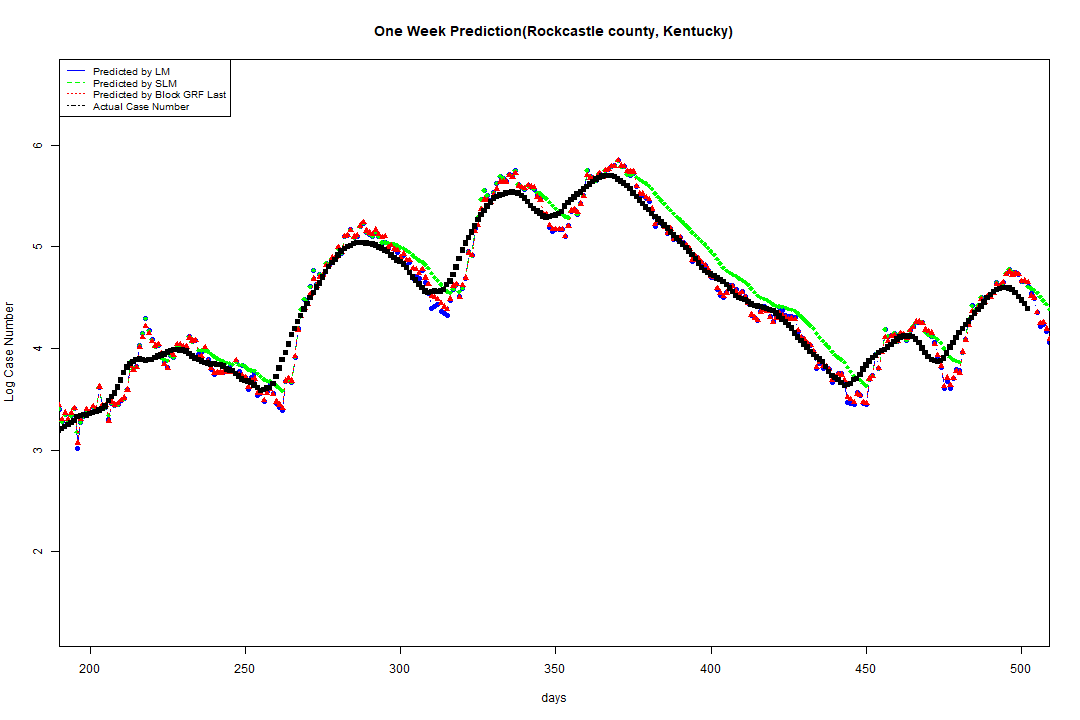 One Week Prediction(Rockcastle county, Kentucky)
Predicted by LM
Predicted by SLM
Predicted by Block GRF Last
Actual Case Number
6
5
4
3
2
Log Case Number
200 250 300 350 400 450 500
days